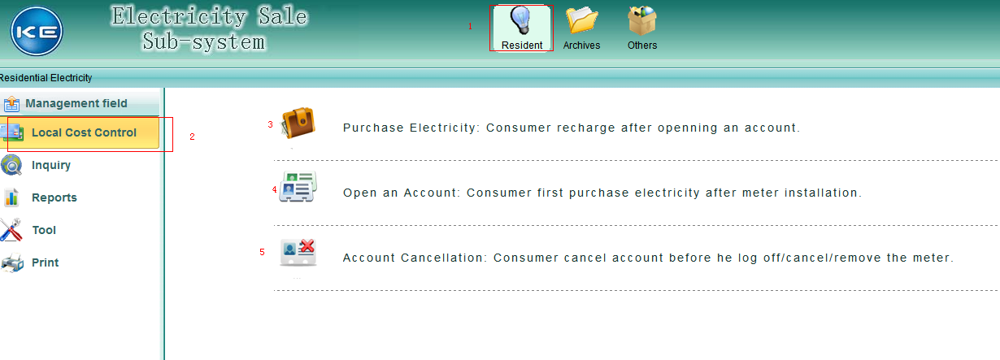 KE
Electricity Sale
Sub-system
1
Resident
Archives
Others
Residential Electricity
Management field
Local Cost Control
2
Inquiry
Reports
Tool
Print
3
Purchase Electricity: Consumer recharge after openning an account.
4
Open an Account: Consumer first purchase electricity after meter installation.
5
Account Cancellation: Consumer cancel account before he log off/cancel/remove the meter.